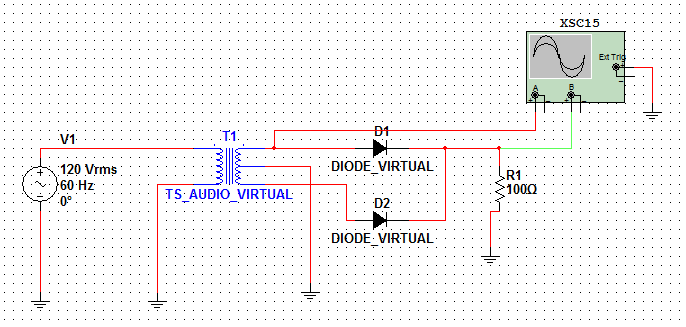 XSC15
Ext Trig
+
−
A
B
+ − + −
V1
+
120 Vrms
60 Hz
0°
T1
TS_AUDIO_VIRTUAL
D1
DIODE_VIRTUAL
D2
DIODE_VIRTUAL
R1
100Ω